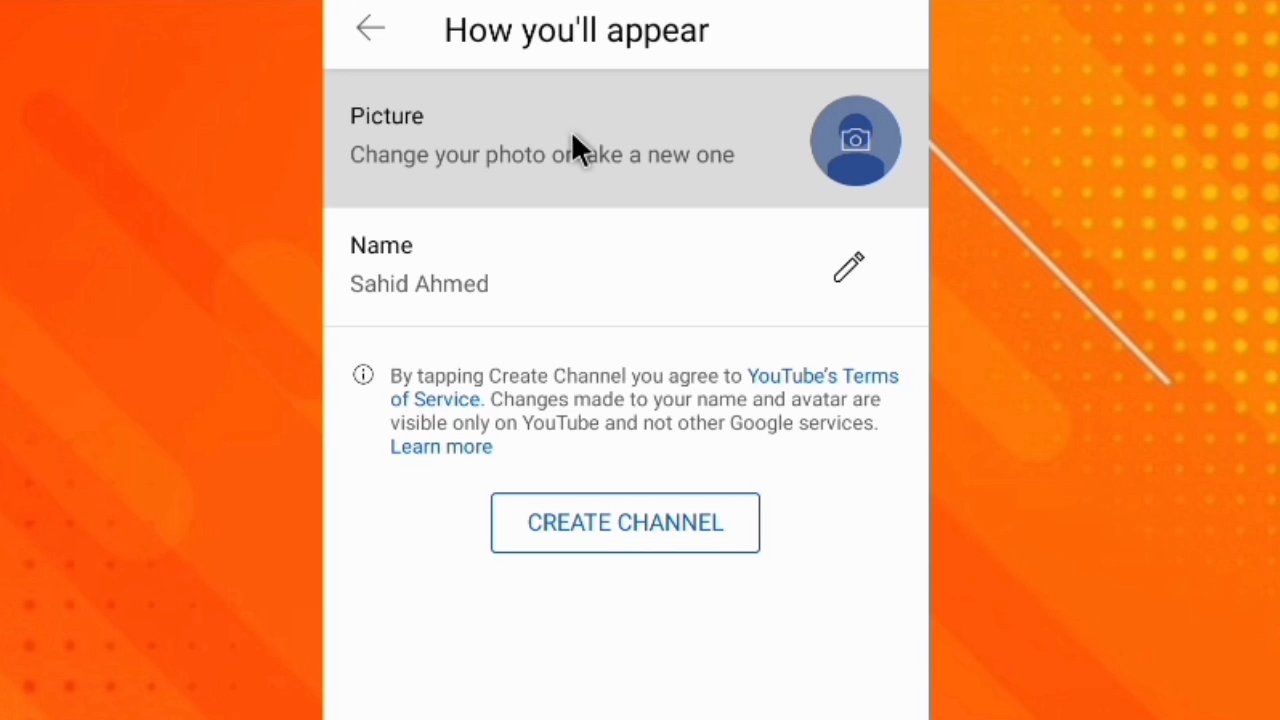 How you'll appear
Picture
Change your photo or take a new one
Name
Sahid Ahmed
By tapping Create Channel you agree to YouTube's Terms
of Service. Changes made to your name and avatar are
visible only on YouTube and not other Google services.
Learn more
CREATE CHANNEL